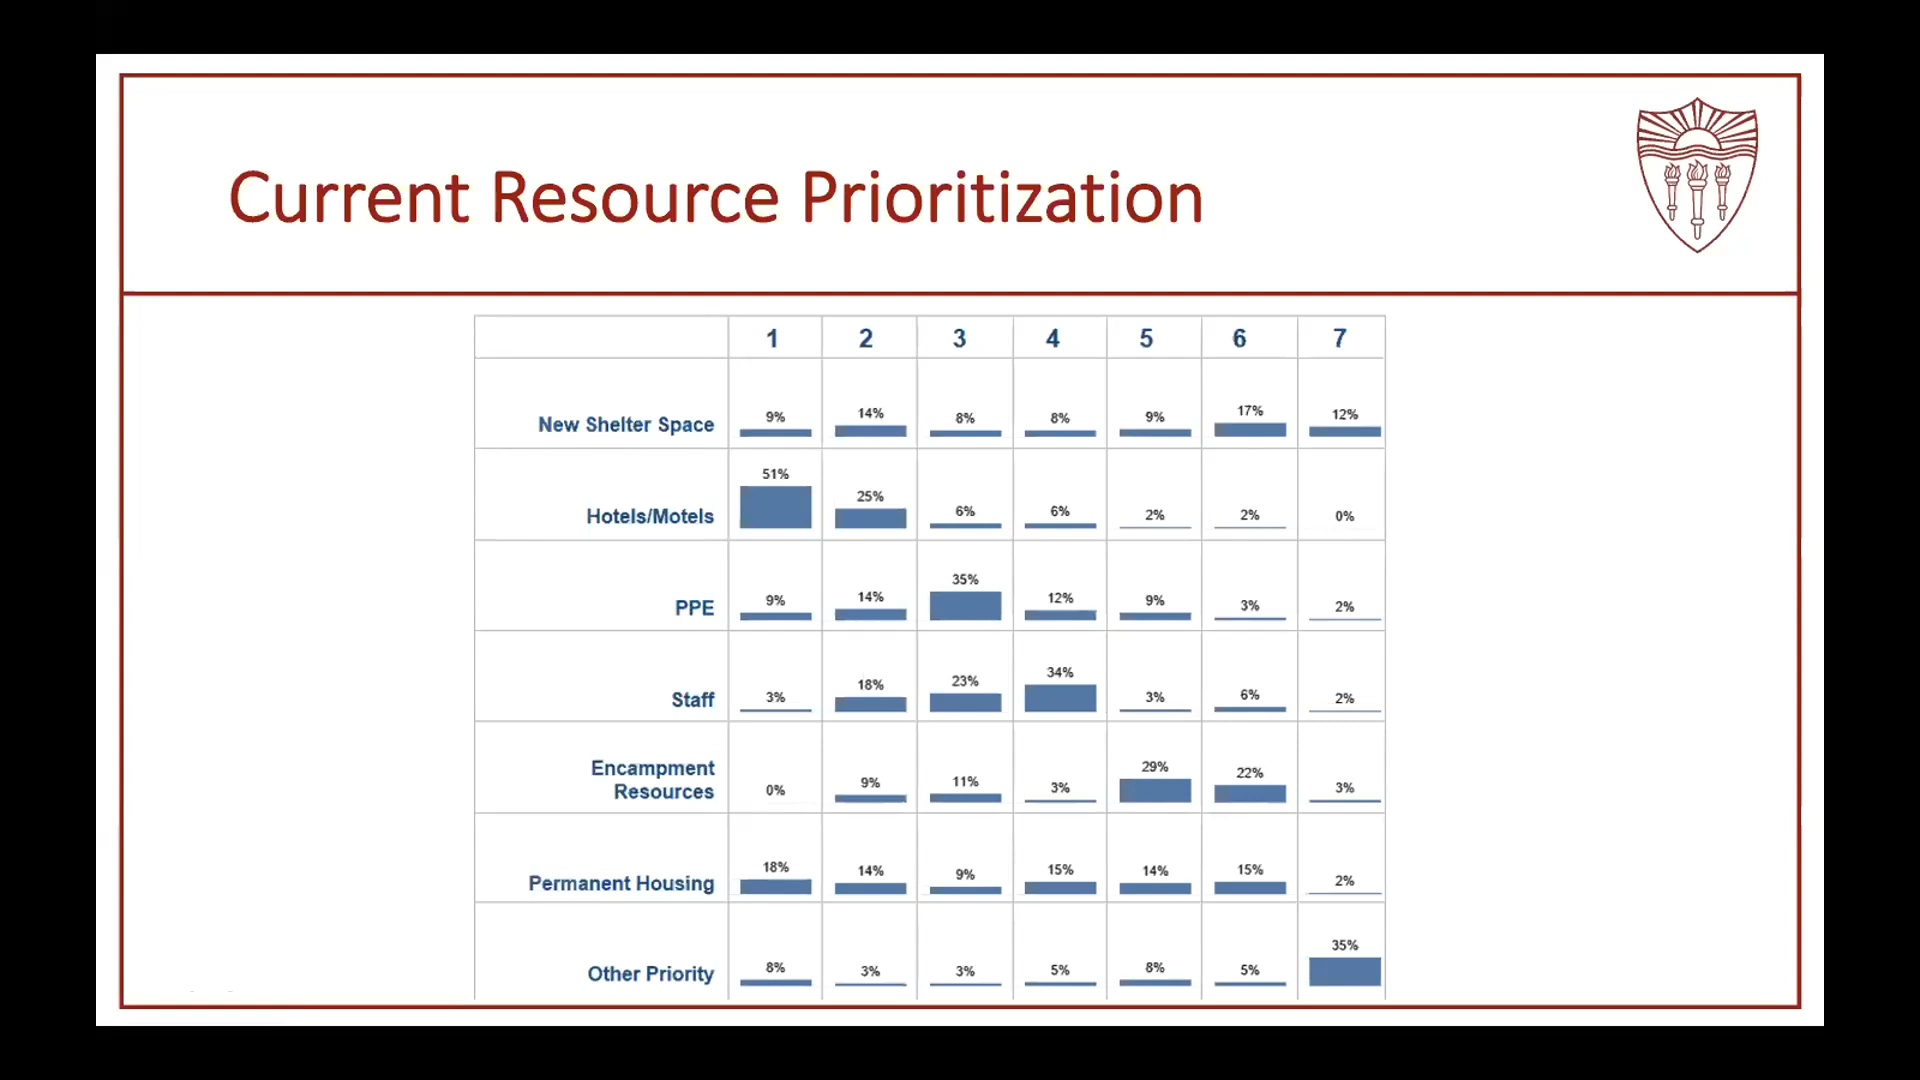 Current Resource Prioritization
1 2 3 4 5 6 7
New Shelter Space 9% 14% 8% 8% 9% 17% 12%
Hotels/Motels 51% 25% 6% 6% 2% 2% 0%
PPE 9% 14% 35% 12% 9% 3% 2%
Staff 3% 18% 23% 34% 3% 6% 2%
Encampment
Resources 0% 9% 11% 3% 29% 22% 3%
Permanent Housing 18% 14% 9% 15% 14% 15% 2%
Other Priority 8% 3% 3% 5% 8% 5% 35%